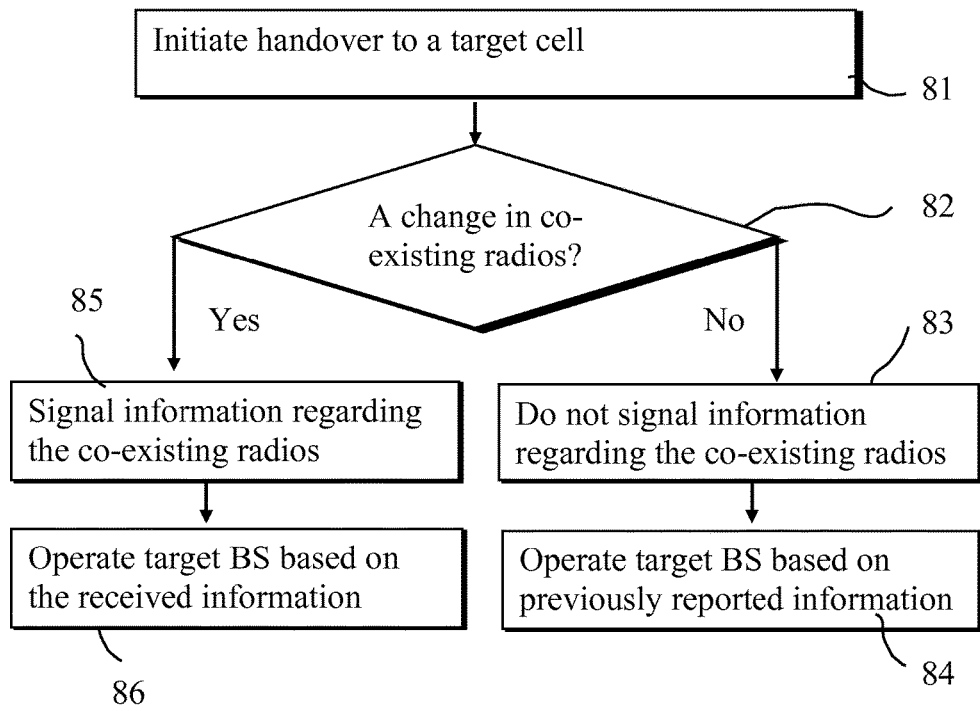 Initiate handover to a target cell
81
A change in co-
existing radios?
82
85
Yes
No
83
Signal information regarding
the co-existing radios
Do not signal information
regarding the co-existing radios
Operate target BS based on
the received information
Operate target BS based on
previously reported information
86
84